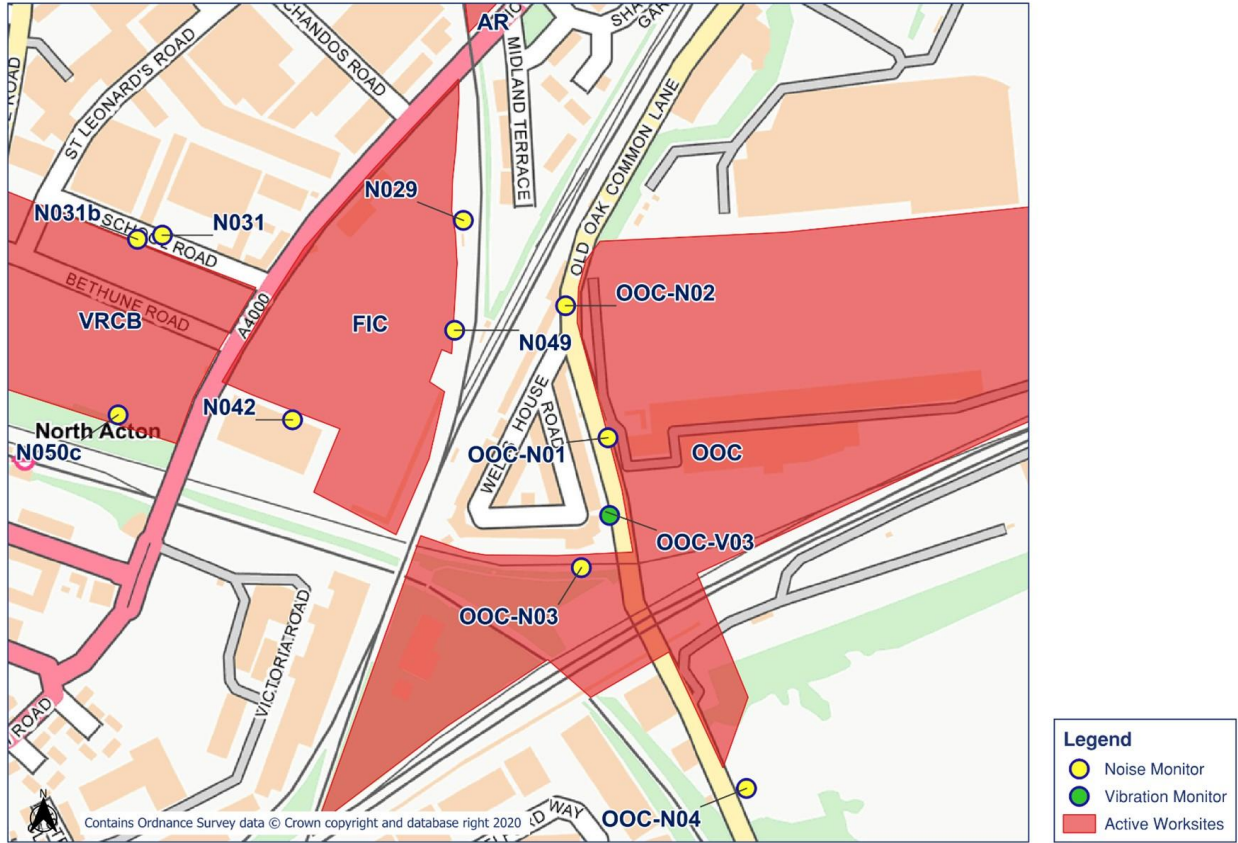 AR
SHA
GAR
CHANDOS ROAD
ST LEONARD'S ROAD
MIDLAND TERRACE
OLD OAK COMMON LANE
ROAD
N029
N031b
N031
SCHOOL ROAD
BETHUNE ROAD
VRCB
A4000
FIC
OOC-N02
N049
N042
North Acton
N050c
WELLS HOUSE ROAD
OOC-N01
OOC
OOC-V03
OOC-N03
VICTORIA ROAD
ROAD
WAY
OOC-N04
N
Contains Ordnance Survey data © Crown copyright and database right 2020
Legend
Noise Monitor
Vibration Monitor
Active Worksites